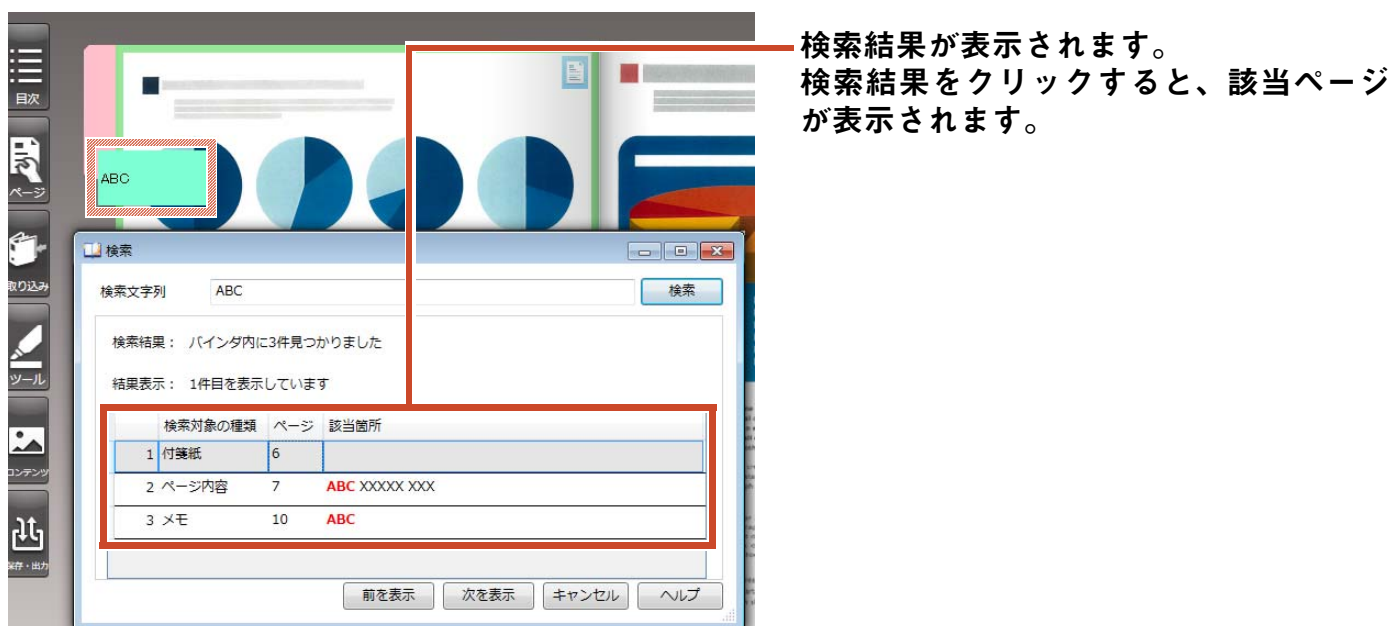 検索結果が表示されます。
検索結果をクリックすると、該当ページ
が表示されます。
目次
ページ
取り込み
ツール
コンテンツ
保存・出力
ABC
検索
検索文字列 ABC 検索
検索結果： バインダ内に3件見つかりました
結果表示： 1件目を表示しています
検索対象の種類 ページ 該当箇所
1 付箋紙 6
2 ページ内容 7 ABC XXXXX XXX
3 メモ 10 ABC
前を表示 次を表示 キャンセル ヘルプ